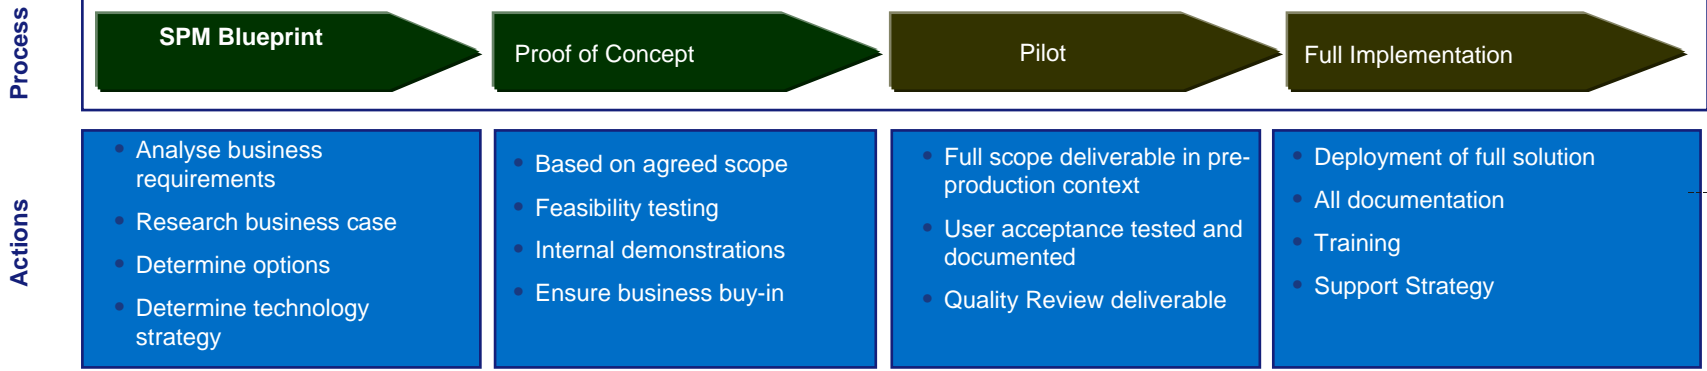 Process
SPM Blueprint
Proof of Concept
Pilot
Full Implementation
Actions
• Analyse business
requirements
• Research business case
• Determine options
• Determine technology
strategy
• Based on agreed scope
• Feasibility testing
• Internal demonstrations
• Ensure business buy-in
• Full scope deliverable in pre-
production context
• User acceptance tested and
documented
• Quality Review deliverable
• Deployment of full solution
• All documentation
• Training
• Support Strategy